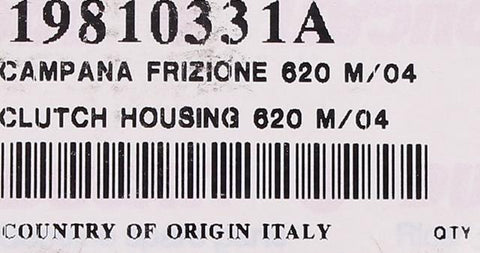 19810331A
CAMPANA FRIZIONE 620 M/04
CLUTCH HOUSING 620 M/04
COUNTRY OF ORIGIN ITALY QTY